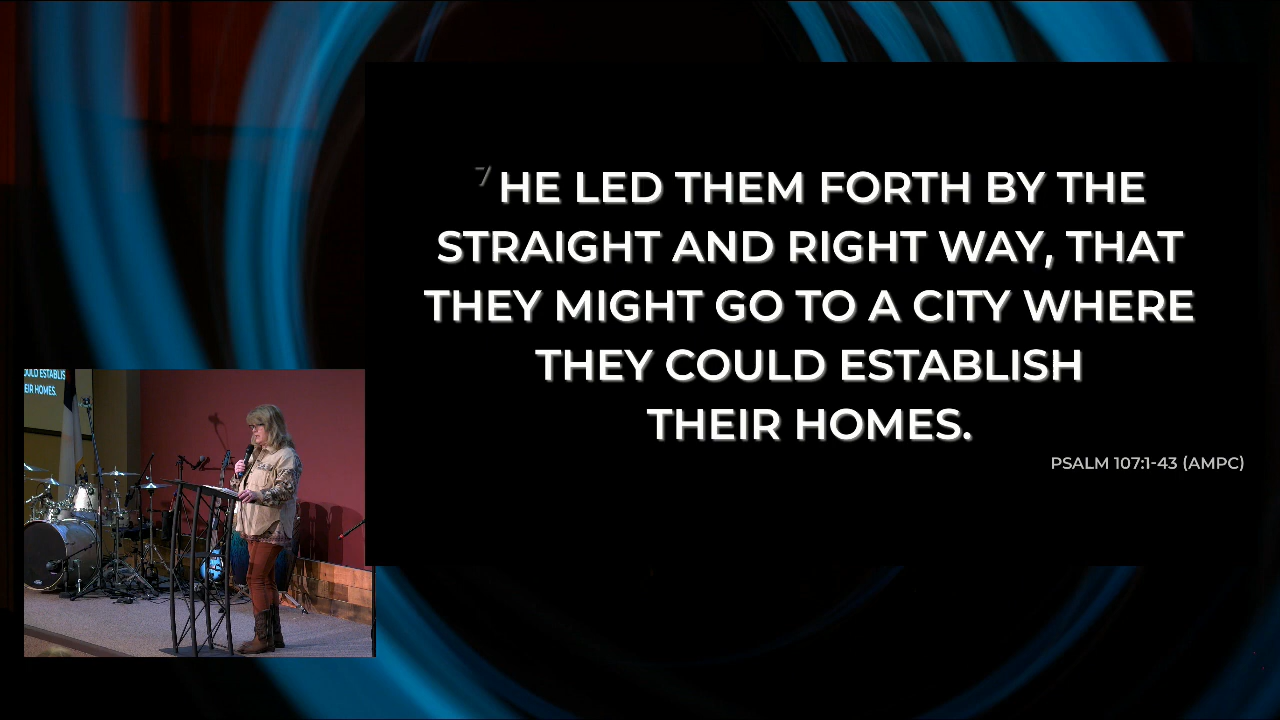 7 HE LED THEM FORTH BY THE
STRAIGHT AND RIGHT WAY, THAT
THEY MIGHT GO TO A CITY WHERE
THEY COULD ESTABLISH
THEIR HOMES.
PSALM 107:1-43 (AMPC)
HOMES.